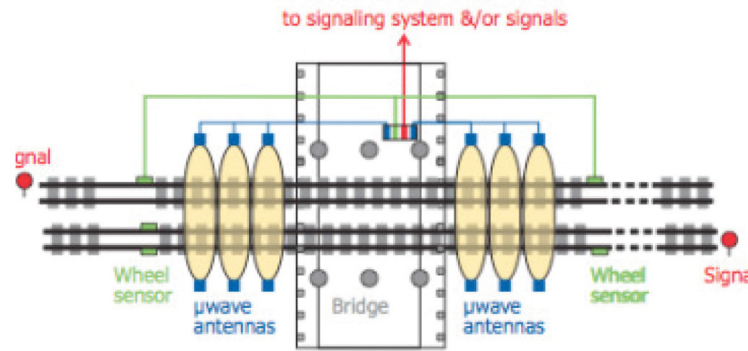 to signaling system &/or signals
gnal
Signa
Wheel
sensor
µwave
antennas
Bridge
µwave
antennas
Wheel
sensor